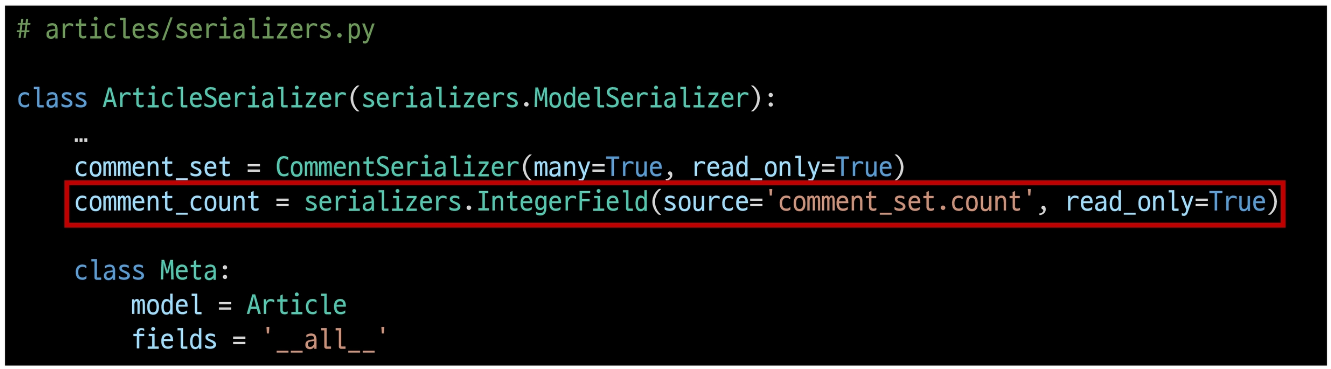 # articles/serializers.py
class ArticleSerializer(serializers.ModelSerializer):
…
comment_set = CommentSerializer(many=True, read_only=True)
comment_count = serializers.IntegerField(source='comment_set.count', read_only=True)
class Meta:
model = Article
fields = '__all__'